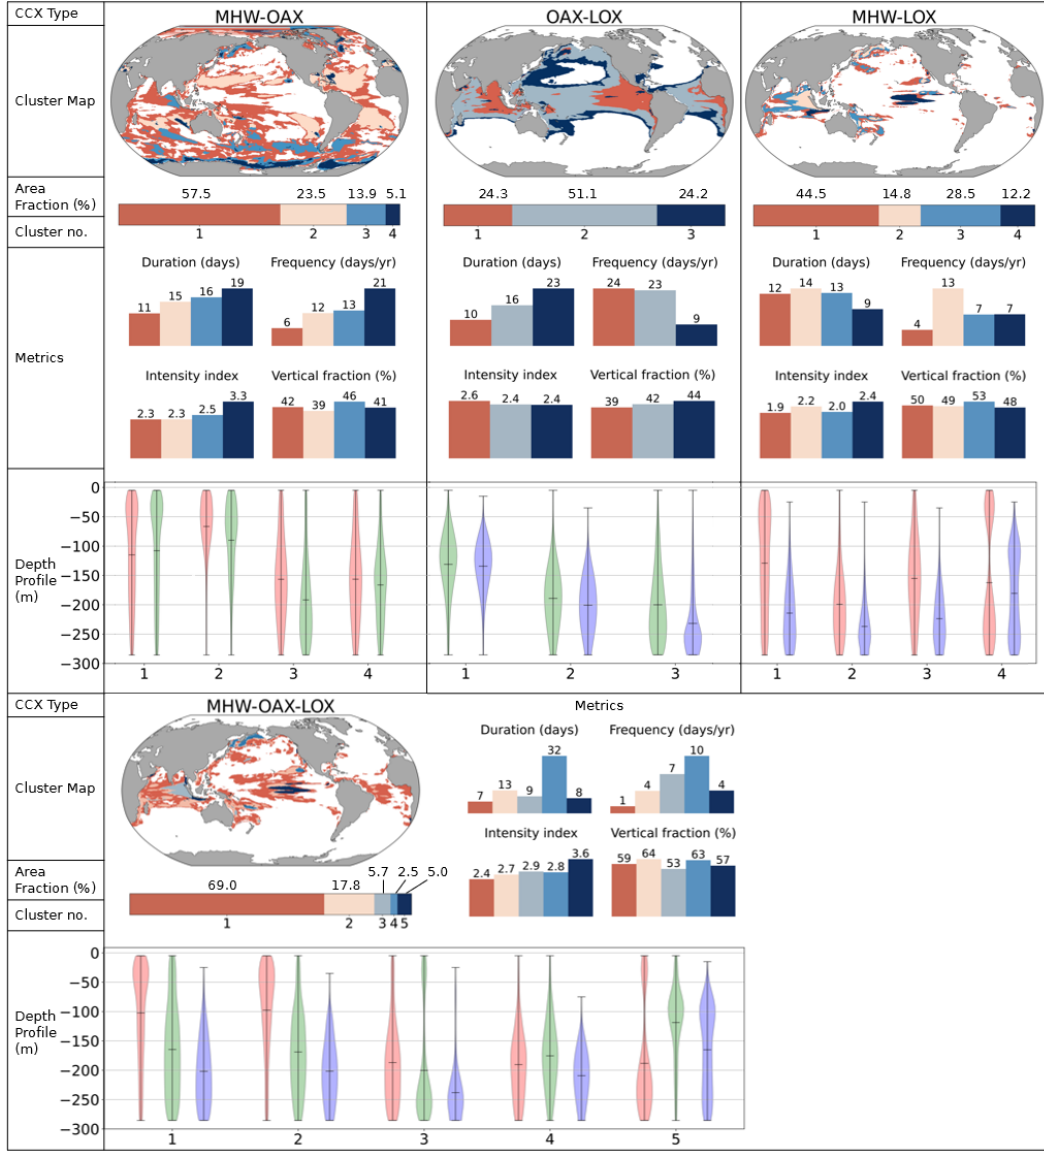 CCX Type
MHW-OAX
OAX-LOX
MHW-LOX
Cluster Map
Area
Fraction (%)
57.5 23.5 13.9 5.1
24.3 51.1 24.2
44.5 14.8 28.5 12.2
Cluster no.
1 2 3 4
1 2 3
1 2 3 4
Metrics
Duration (days)
11 15 16 19
Frequency (days/yr)
6 12 13 21
Duration (days)
10 16 23
Frequency (days/yr)
24 23 9
Duration (days)
12 14 13 9
Frequency (days/yr)
4 13 7 7
Intensity index
2.3 2.3 2.5 3.3
Vertical fraction (%)
42 39 46 41
Intensity index
2.6 2.4 2.4
Vertical fraction (%)
39 42 44
Intensity index
1.9 2.2 2.0 2.4
Vertical fraction (%)
50 49 53 48
Depth
Profile
(m)
0
−50
−100
−150
−200
−250
−300
1 2 3 4
1 2 3
1 2 3 4
CCX Type
MHW-OAX-LOX
Metrics
Cluster Map
Duration (days)
7 13 9 32 8
Frequency (days/yr)
1 4 7 10 4
Intensity index
2.4 2.7 2.9 2.8 3.6
Vertical fraction (%)
59 64 53 63 57
Area
Fraction (%)
69.0 17.8 5.7 2.5 5.0
Cluster no.
1 2 3 4 5
Depth
Profile
(m)
0
−50
−100
−150
−200
−250
−300
1 2 3 4 5